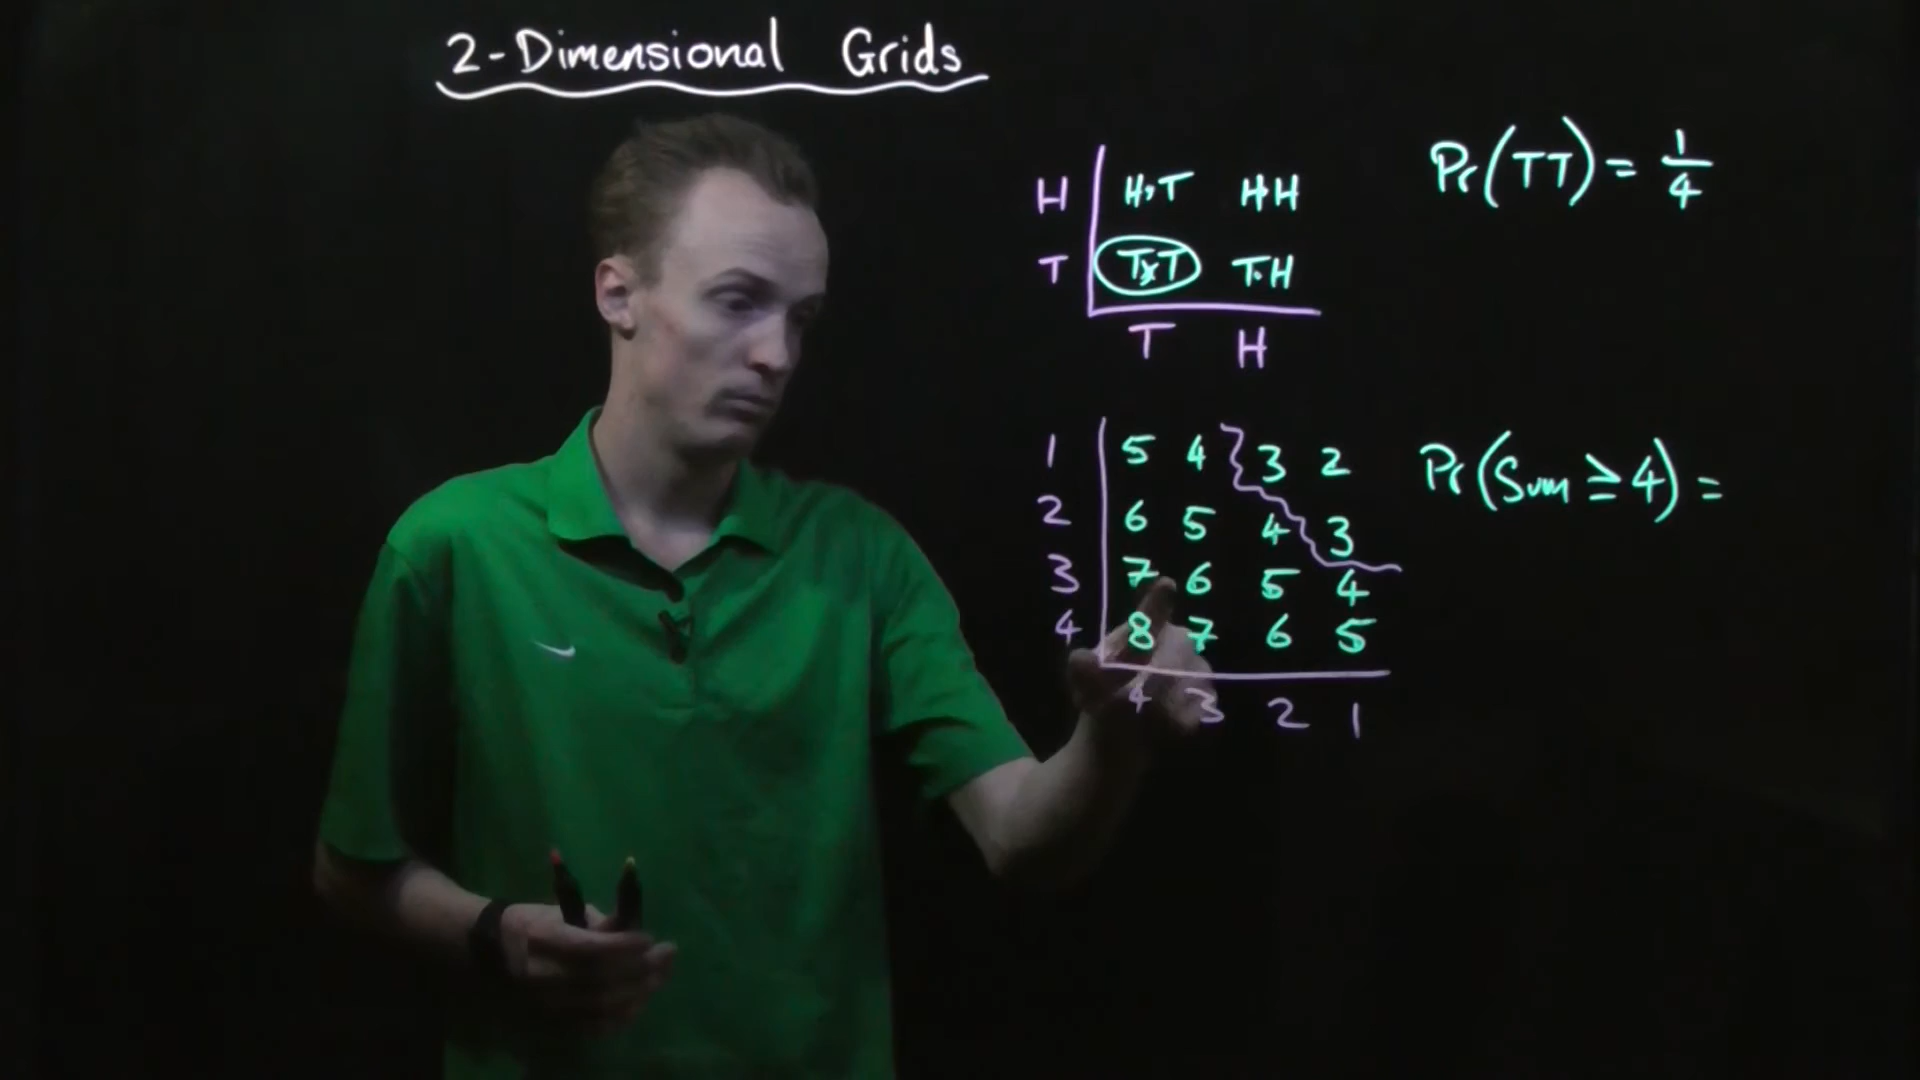 2-Dimensional Grids
H H,T H,H
T T,T T,H
T H
Pr(TT) = 1/4
1 5 4 3 2
2 6 5 4 3
3 7 6 5 4
4 8 7 6 5
4 3 2 1
Pr(Sum ≥ 4) =